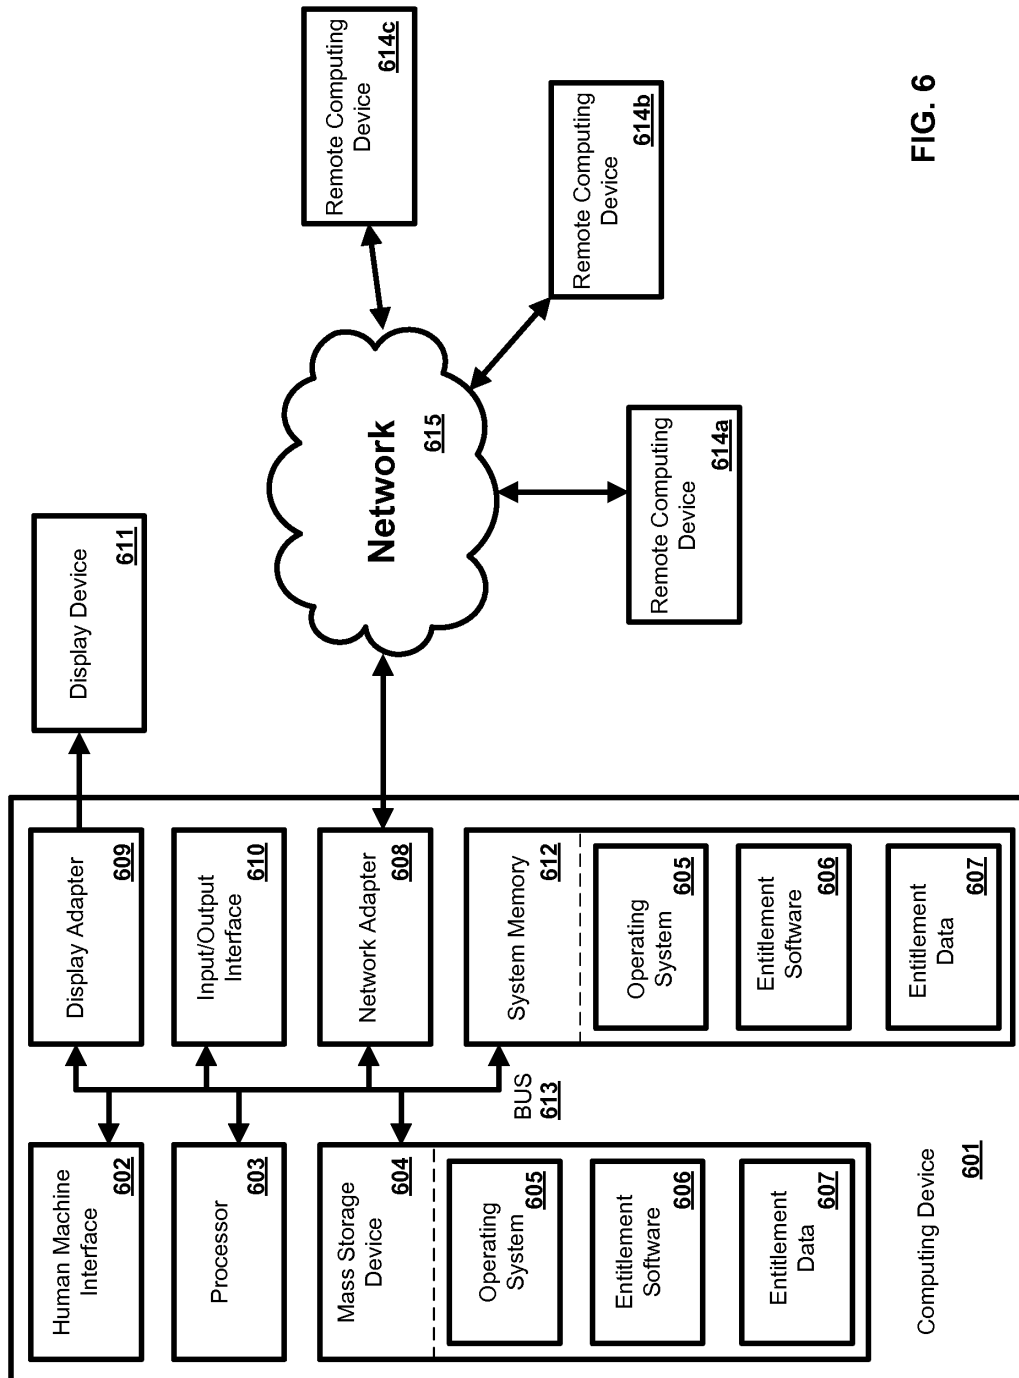 Human Machine
Interface
602
Processor
603
Mass Storage
Device
604
Operating
System
605
Entitlement
Software
606
Entitlement
Data
607
Computing Device
601
BUS
613
Display Adapter
609
Input/Output
Interface
610
Network Adapter
608
System Memory
612
Operating
System
605
Entitlement
Software
606
Entitlement
Data
607
Display Device
611
Network
615
Remote Computing
Device
614a
Remote Computing
Device
614b
Remote Computing
Device
614c
FIG. 6